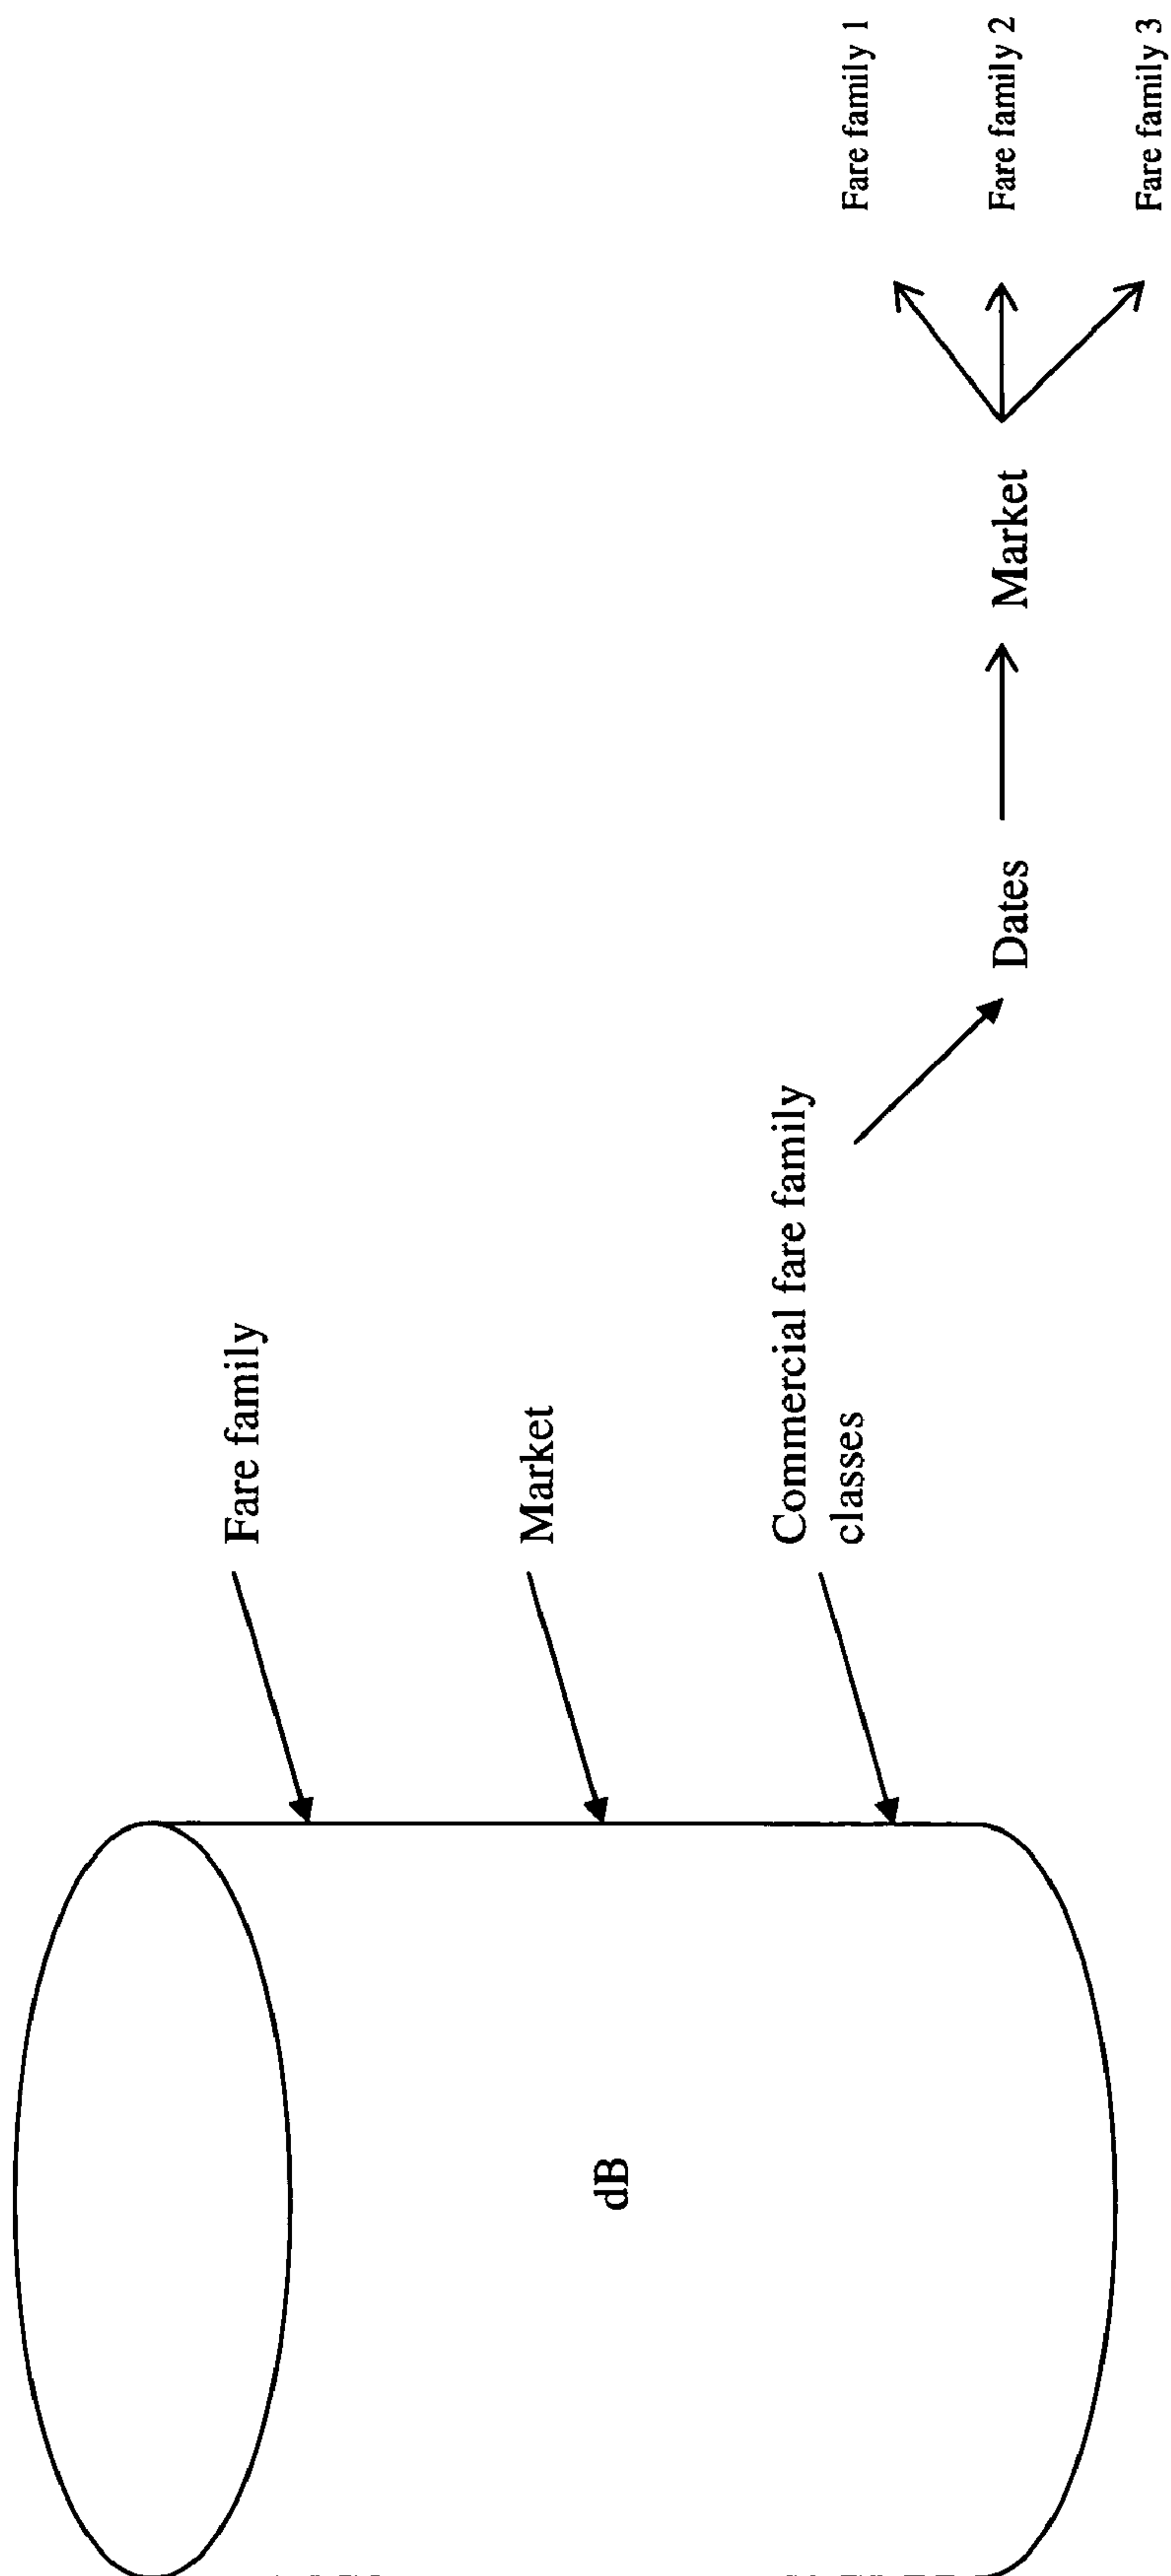 dB
Fare family
Market
Commercial fare family
classes
Dates
Market
Fare family 1
Fare family 2
Fare family 3